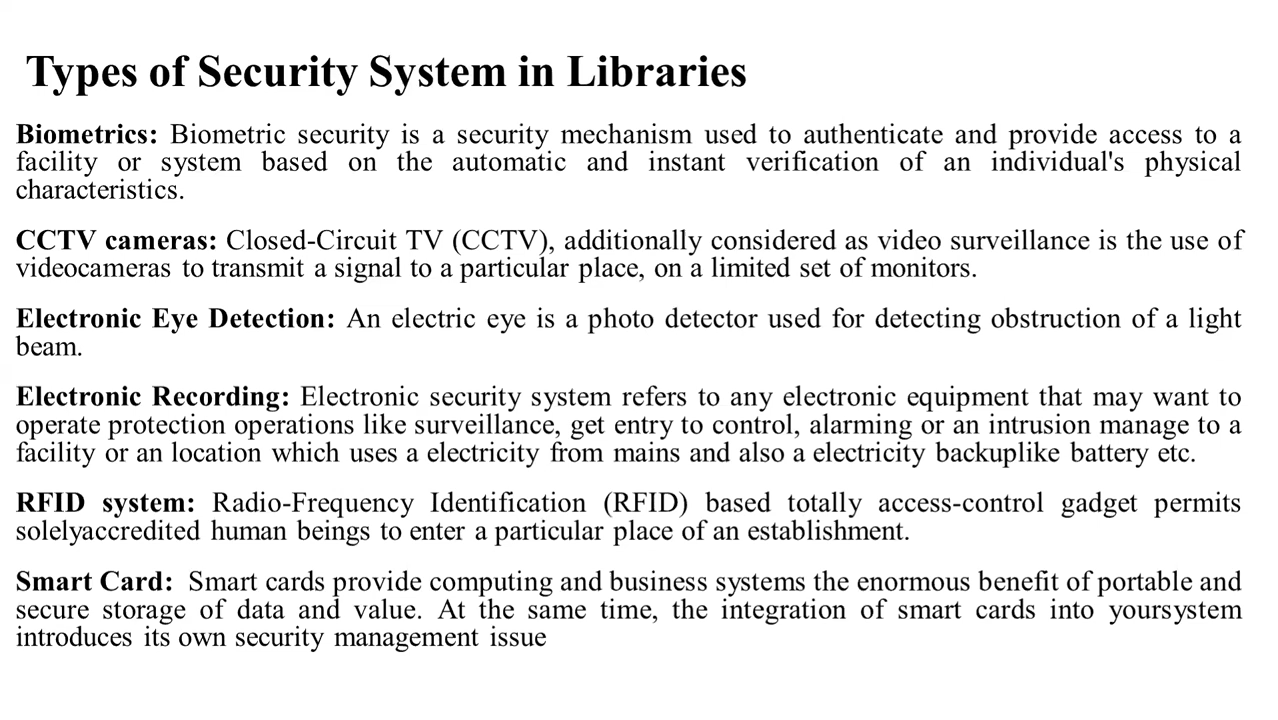 Types of Security System in Libraries
Biometrics: Biometric security is a security mechanism used to authenticate and provide access to a
facility or system based on the automatic and instant verification of an individual's physical
characteristics.
CCTV cameras: Closed-Circuit TV (CCTV), additionally considered as video surveillance is the use of
videocameras to transmit a signal to a particular place, on a limited set of monitors.
Electronic Eye Detection: An electric eye is a photo detector used for detecting obstruction of a light
beam.
Electronic Recording: Electronic security system refers to any electronic equipment that may want to
operate protection operations like surveillance, get entry to control, alarming or an intrusion manage to a
facility or an location which uses a electricity from mains and also a electricity backuplike battery etc.
RFID system: Radio-Frequency Identification (RFID) based totally access-control gadget permits
solelyaccredited human beings to enter a particular place of an establishment.
Smart Card: Smart cards provide computing and business systems the enormous benefit of portable and
secure storage of data and value. At the same time, the integration of smart cards into yoursystem
introduces its own security management issue